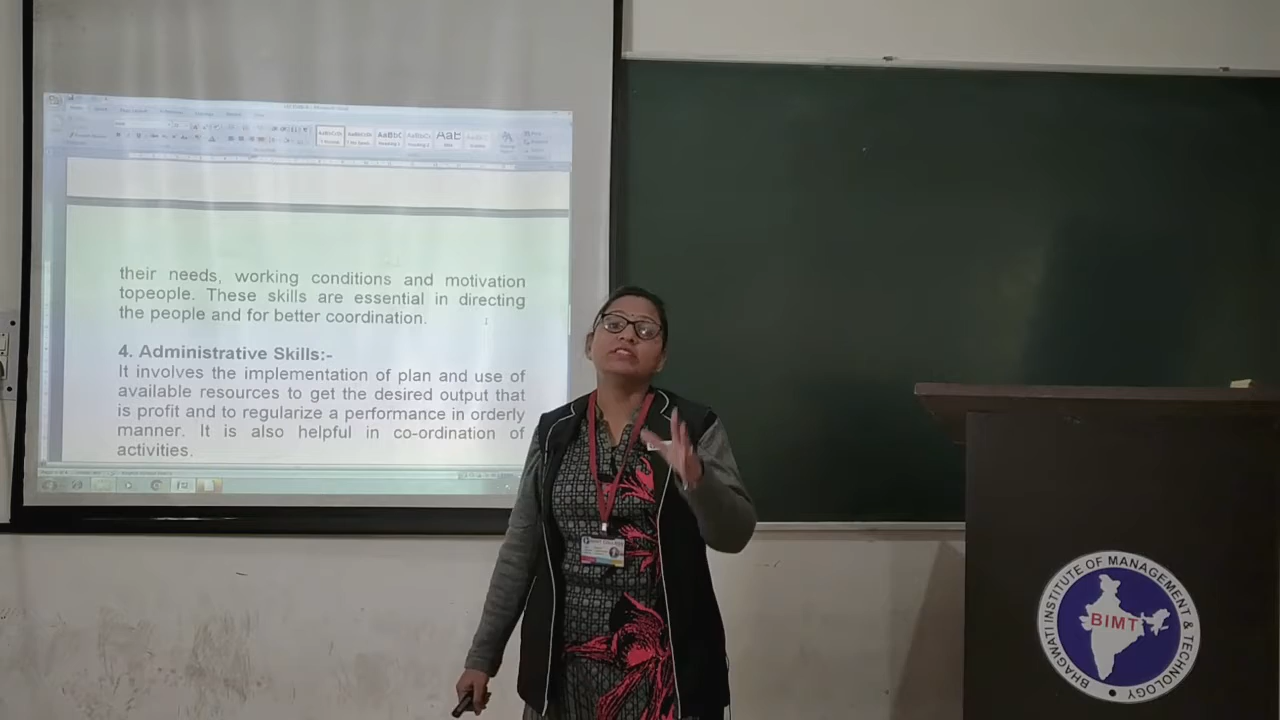 AaBbC
AaBbCc
AaB
their needs, working conditions and motivation
topeople. These skills are essential in directing
the people and for better coordination.
4. Administrative Skills:-
It involves the implementation of plan and use of
available resources to get the desired output that
is profit and to regularize a performance in orderly
manner. It is also helpful in co-ordination of
activities.
BHAGWATI INSTITUTE OF MANAGEMENT & TECHNOLOGY
BIMT